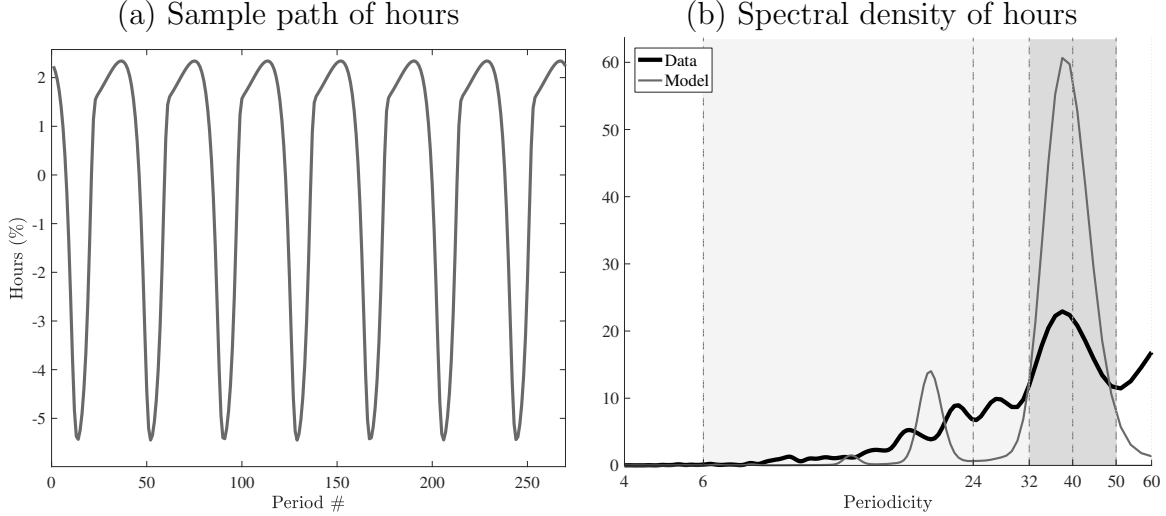 (a) Sample path of hours
2
1
0
-1
-2
-3
-4
-5
Hours (%)
0 50 100 150 200 250
Period #
(b) Spectral density of hours
Data
Model
60
50
40
30
20
10
0
4 6 24 32 40 50 60
Periodicity